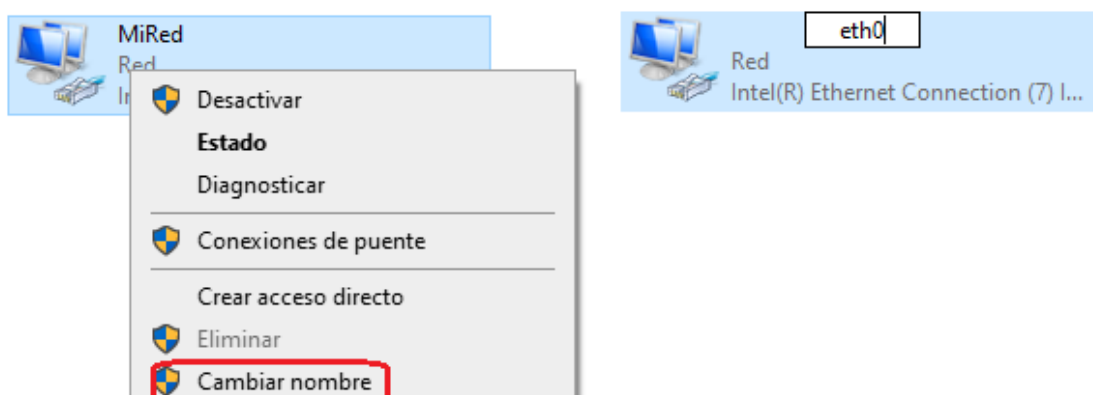 MiRed
Red
Desactivar
Estado
Diagnosticar
Conexiones de puente
Crear acceso directo
Eliminar
Cambiar nombre
eth0
Red
Intel(R) Ethernet Connection (7) I...